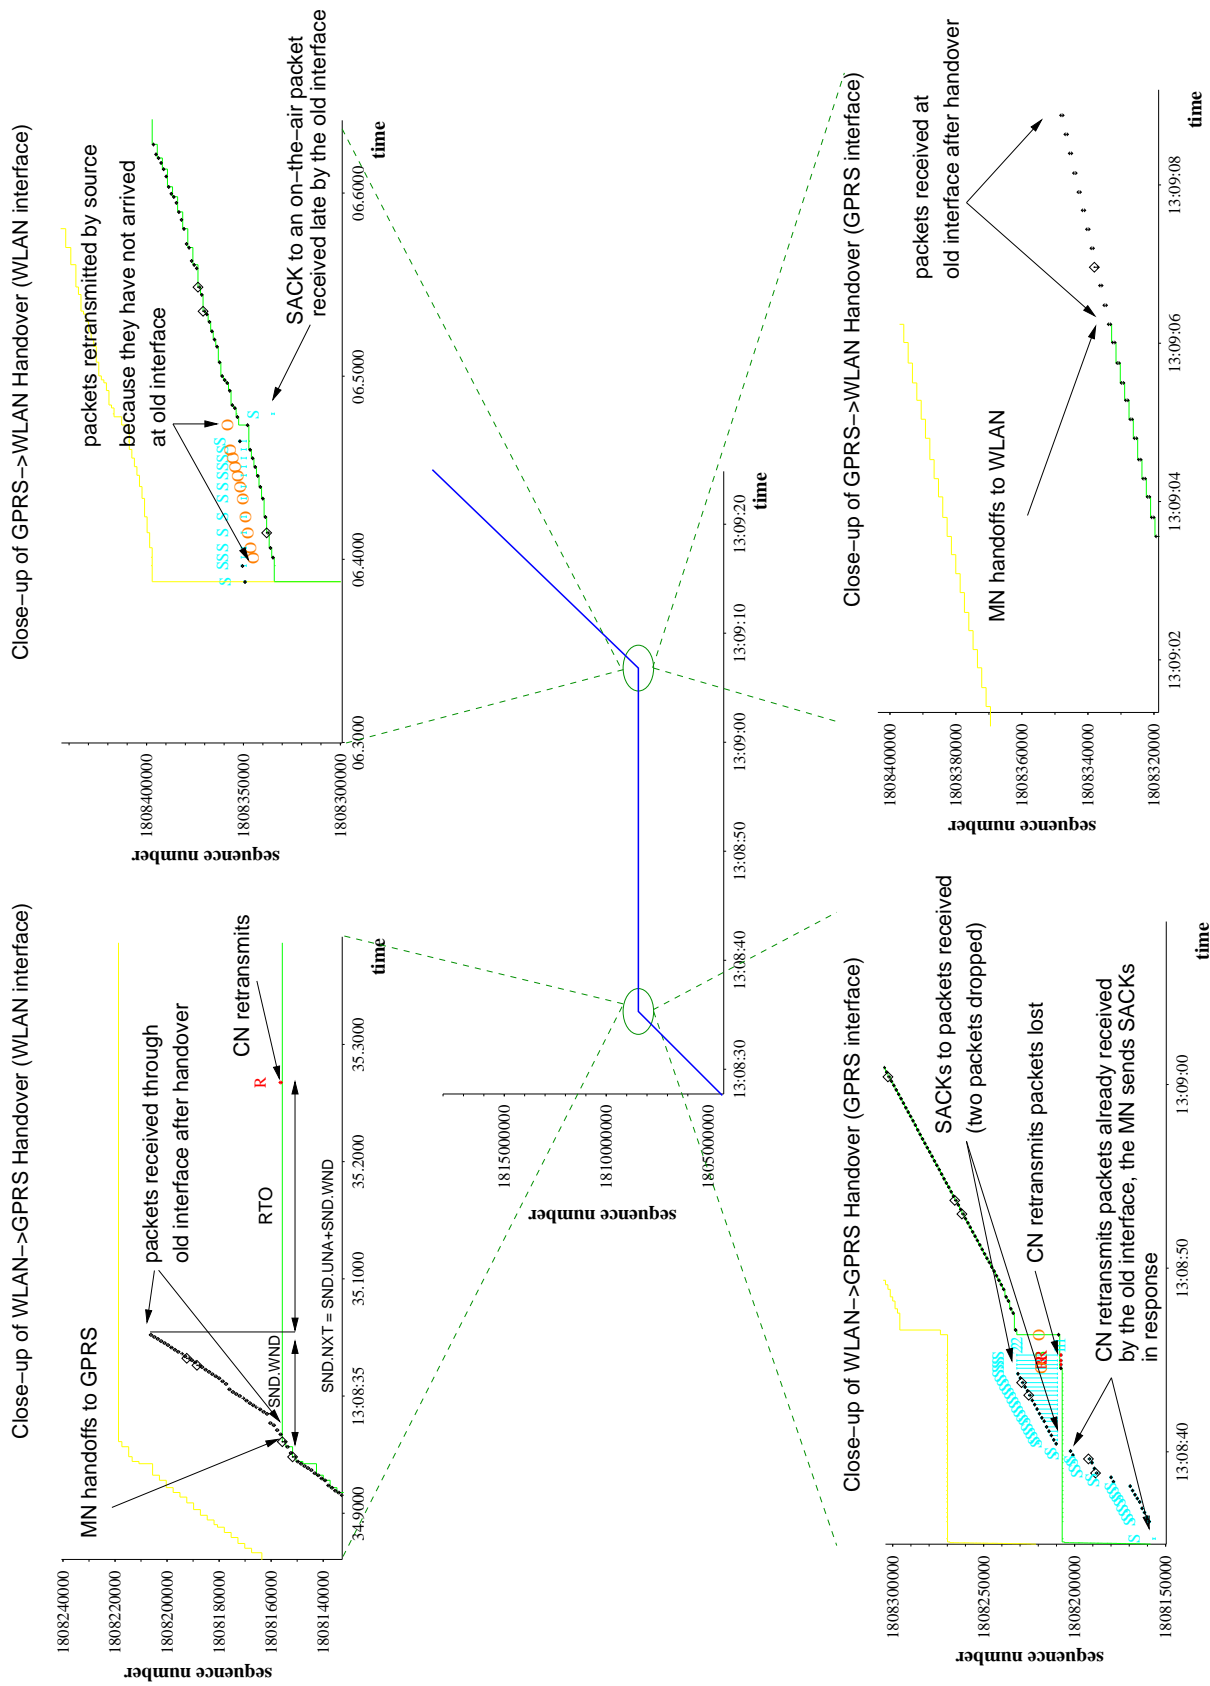 Close−up of WLAN−>GPRS Handover (WLAN interface)
sequence number
1808240000
1808220000
1808200000
1808180000
1808160000
1808140000
MN handoffs to GPRS
packets received through
old interface after handover
CN retransmits
R
RTO
SND.WND
SND.NXT = SND.UNA+SND.WND
34.9000
13:08:35
35.1000
35.2000
35.3000
time
Close−up of GPRS−>WLAN Handover (WLAN interface)
sequence number
1808400000
1808350000
1808300000
packets retransmitted by source
because they have not arrived
at old interface
SACK to an on−the−air packet
received late by the old interface
06.3000
06.4000
06.5000
06.6000
time
sequence number
1815000000
1810000000
1805000000
13:08:30
13:08:40
13:08:50
13:09:00
13:09:10
13:09:20
time
Close−up of WLAN−>GPRS Handover (GPRS interface)
sequence number
1808300000
1808250000
1808200000
1808150000
SACKs to packets received
(two packets dropped)
CN retransmits packets lost
CN retransmits packets already received
by the old interface, the MN sends SACKs
in response
13:08:40
13:08:50
13:09:00
time
Close−up of GPRS−>WLAN Handover (GPRS interface)
sequence number
1808400000
1808380000
1808360000
1808340000
1808320000
packets received at
old interface after handover
MN handoffs to WLAN
13:09:02
13:09:04
13:09:06
13:09:08
time